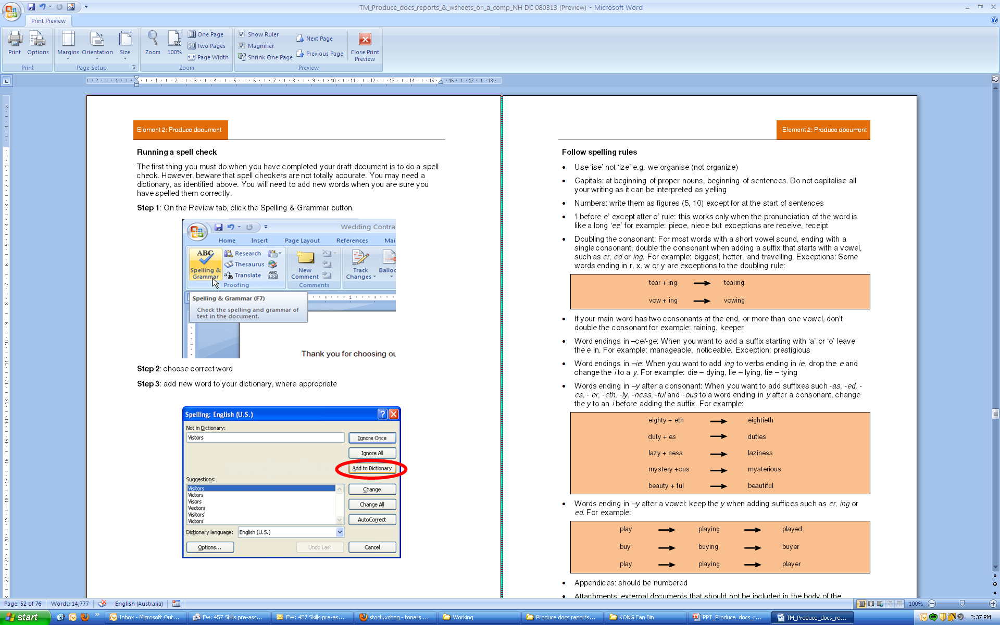 TM_Produce_docs_reports_&_wsheets_on_a_comp_NH DC 080313 (Preview) - Microsoft Word
Print Preview
Print
Options
Margins
Orientation
Size
Zoom
100%
One Page
Two Pages
Page Width
Show Ruler
Magnifier
Shrink One Page
Next Page
Previous Page
Close Print
Preview
Print
Page Setup
Zoom
Preview
Element 2: Produce document
Running a spell check
The first thing you must do when you have completed your draft document is to do a spell
check. However, beware that spell checkers are not totally accurate. You may need a
dictionary, as identified above. You will need to add new words when you are sure you
have spelled them correctly.
Step 1: On the Review tab, click the Spelling & Grammar button.
Wedding Contra
Home Insert Page Layout References Mai
ABC
Spelling &
Grammar
Research
Thesaurus
Translate
ABC
123
Proofing
New
Comment
Comments
Track
Changes
Balloo
Spelling & Grammar (F7)
Check the spelling and grammar of
text in the document.
Thank you for choosing ou
Step 2: choose correct word
Step 3: add new word to your dictionary, where appropriate
Spelling: English (U.S.)
Not in Dictionary:
Vistors
Ignore Once
Ignore All
Add to Dictionary
Suggestions:
Visitors
Victors
Visors
Vectors
Visitors'
Victors'
Change
Change All
AutoCorrect
Dictionary language: English (U.S.)
Options... Undo Last Cancel
Element 2: Produce document
Follow spelling rules
• Use ‘ise’ not ‘ize’ e.g. we organise (not organize)
• Capitals: at beginning of proper nouns, beginning of sentences. Do not capitalise all
your writing as it can be interpreted as yelling
• Numbers: write them as figures (5, 10) except for at the start of sentences
• ‘I before e’ except after c’ rule: this works only when the pronunciation of the word is
like a long ‘ee’ for example: piece, niece but exceptions are receive, receipt
• Doubling the consonant: For most words with a short vowel sound, ending with a
single consonant, double the consonant when adding a suffix that starts with a vowel,
such as er, ed or ing. For example: biggest, hotter, and travelling. Exceptions: Some
words ending in r, x, w or y are exceptions to the doubling rule:
tear + ing → tearing
vow + ing → vowing
• If your main word has two consonants at the end, or more than one vowel, don't
double the consonant for example: raining, keeper
• Word endings in –ce/-ge: When you want to add a suffix starting with ‘a’ or ‘o’ leave
the e in. For example: manageable, noticeable. Exception: prestigious
• Word endings in –ie: When you want to add ing to verbs ending in ie, drop the e and
change the i to a y. For example: die – dying, lie – lying, tie – tying
• Words ending in –y after a consonant: When you want to add suffixes such -as, -ed, -
es, - er, -eth, -ly, -ness, -ful and -ous to a word ending in y after a consonant, change
the y to an i before adding the suffix. For example:
eighty + eth → eightieth
duty + es → duties
lazy + ness → laziness
mystery +ous → mysterious
beauty + ful → beautiful
• Words ending in –y after a vowel: keep the y when adding suffices such as er, ing or
ed. For example:
play → playing → played
buy → buying → buyer
play → playing → player
• Appendices: should be numbered
• Attachments: external documents that should not be included in the body of the
Page: 52 of 76 Words: 14,777 English (Australia) 100%
start
Inbox - Microsoft Out...
Fw: 457 Skills pre-ass...
FW: 457 Skills pre-as...
stock.xchng - toners ...
Working
Produce docs reports...
KONG Fan Bin
PPT_Produce_docs_r...
TM_Produce_docs_re...
2:37 PM